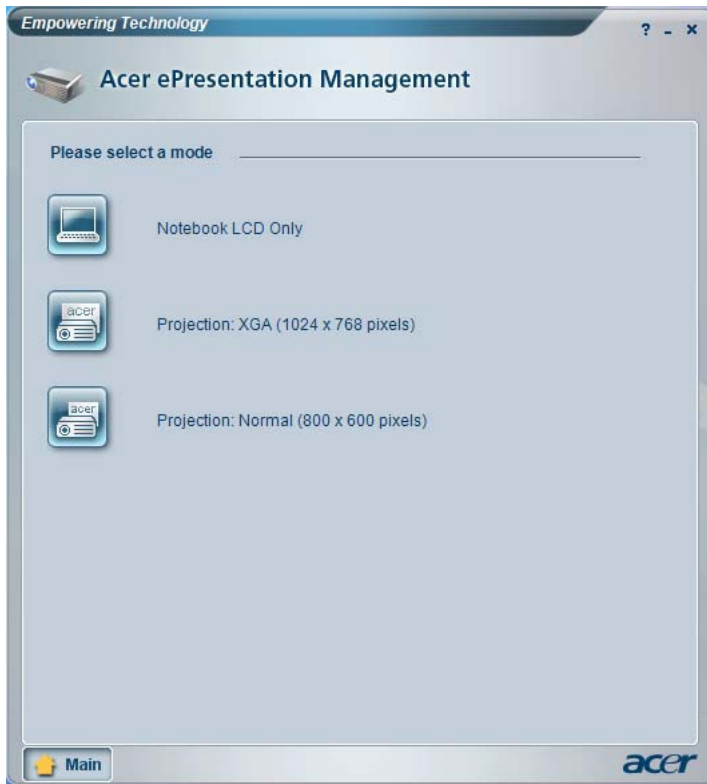 Empowering Technology
? - ×
Acer ePresentation Management
Please select a mode
Notebook LCD Only
acer
Projection: XGA (1024 x 768 pixels)
acer
Projection: Normal (800 x 600 pixels)
Main
acer